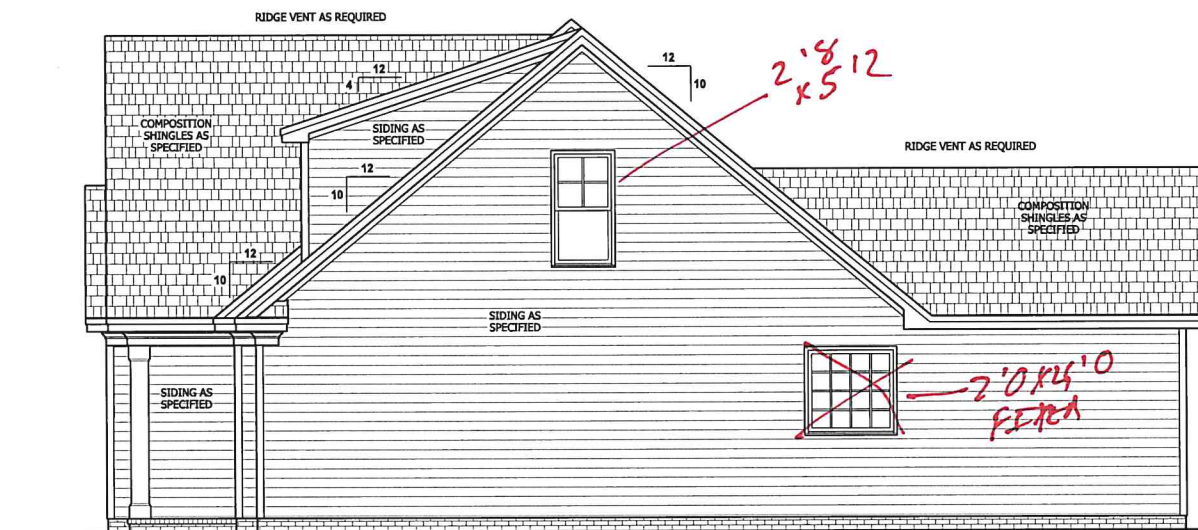 RIDGE VENT AS REQUIRED
12
4
12
10
2'8
x5'2
COMPOSITION
SHINGLES AS
SPECIFIED
SIDING AS
SPECIFIED
RIDGE VENT AS REQUIRED
12
10
COMPOSITION
SHINGLES AS
SPECIFIED
12
10
SIDING AS
SPECIFIED
SIDING AS
SPECIFIED
2'0x4'0
FIXED